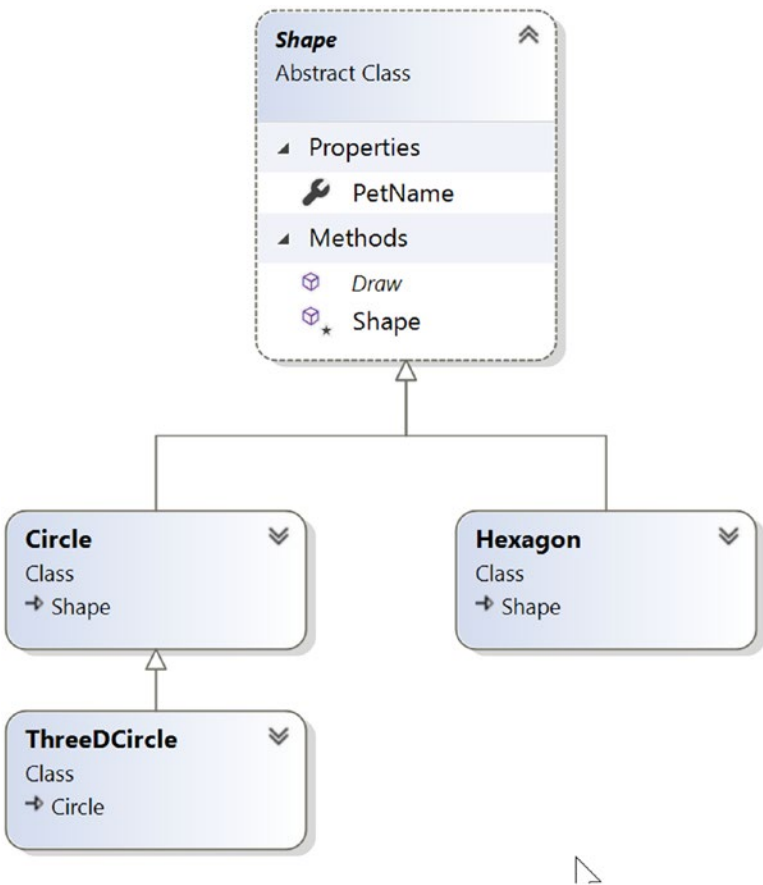 Shape
Abstract Class
Properties
PetName
Methods
Draw
Shape
Circle
Class
Shape
Hexagon
Class
Shape
ThreeDCircle
Class
Circle